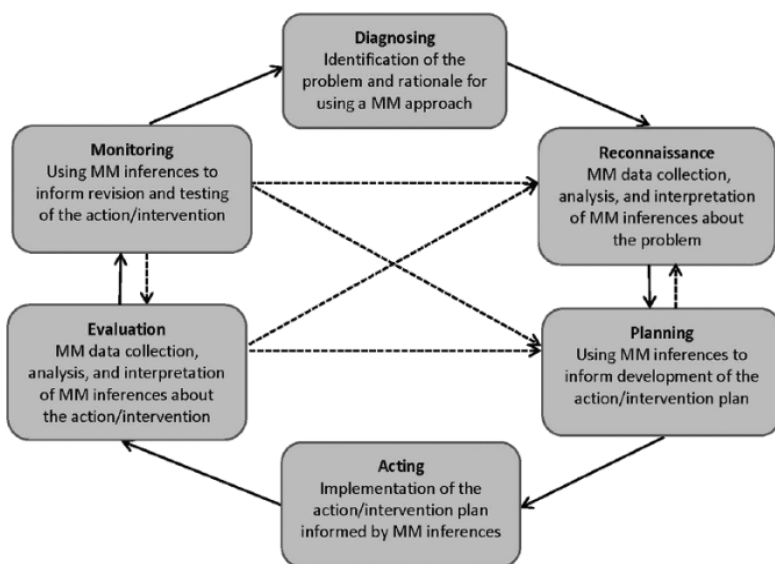 Diagnosing
Identification of the
problem and rationale for
using a MM approach
Monitoring
Using MM inferences to
inform revision and testing
of the action/intervention
Reconnaissance
MM data collection,
analysis, and interpretation
of MM inferences about
the problem
Evaluation
MM data collection,
analysis, and interpretation
of MM inferences about
the action/intervention
Planning
Using MM inferences to
inform development of the
action/intervention plan
Acting
Implementation of the
action/intervention plan
informed by MM inferences